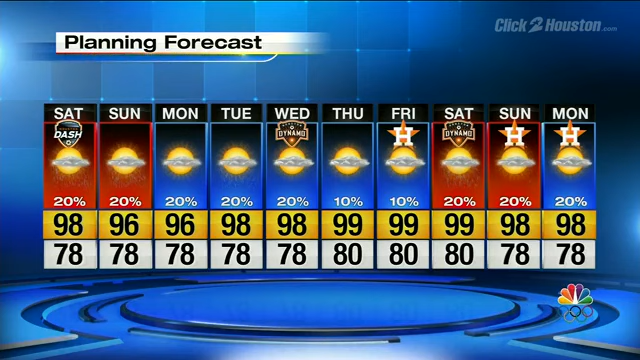 Click2Houston.com
Planning Forecast
SAT SUN MON TUE WED THU FRI SAT SUN MON
DASH DYNAMO H DYNAMO H H
20% 20% 20% 20% 20% 10% 10% 20% 20% 20%
98 96 96 98 98 99 99 99 98 98
78 78 78 78 78 80 80 80 78 78